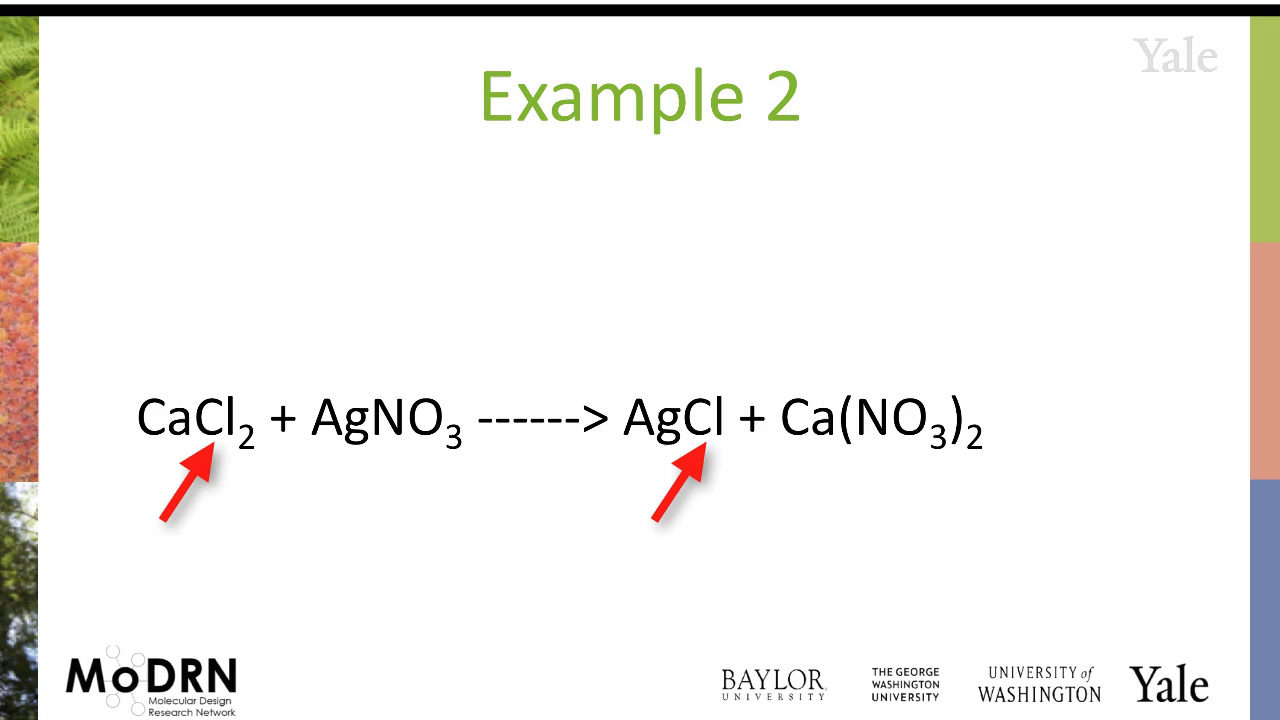 Yale
Example 2
CaCl₂ + AgNO₃ ------> AgCl + Ca(NO₃)₂
MoDRN
Molecular Design
Research Network
BAYLOR
UNIVERSITY
THE GEORGE
WASHINGTON
UNIVERSITY
UNIVERSITY of
WASHINGTON
Yale